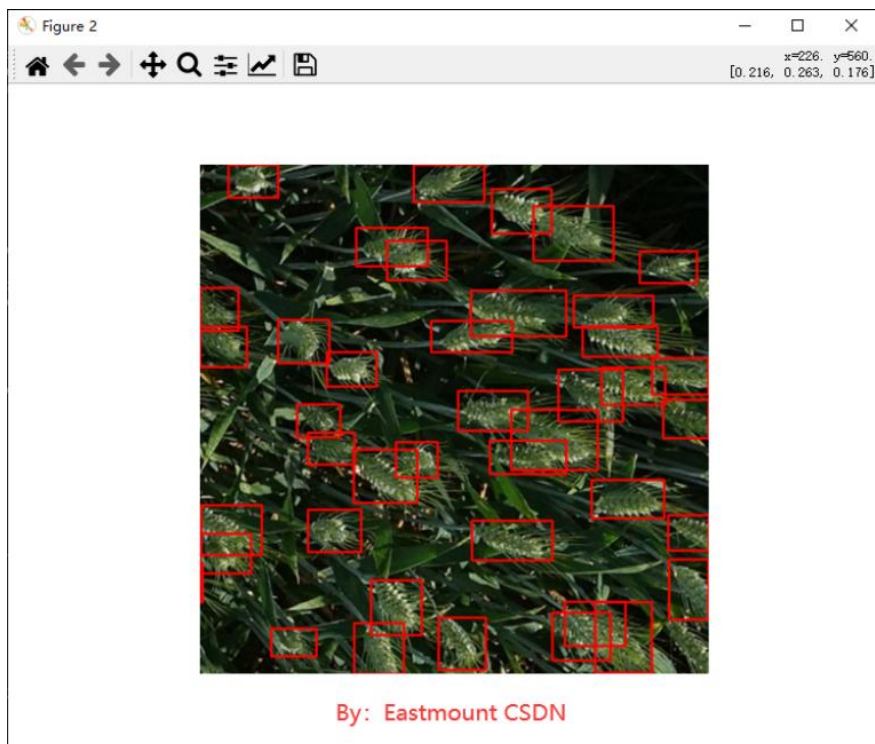 Figure 2
x=226. y=560.
[0.216, 0.263, 0.176]
By：Eastmount CSDN